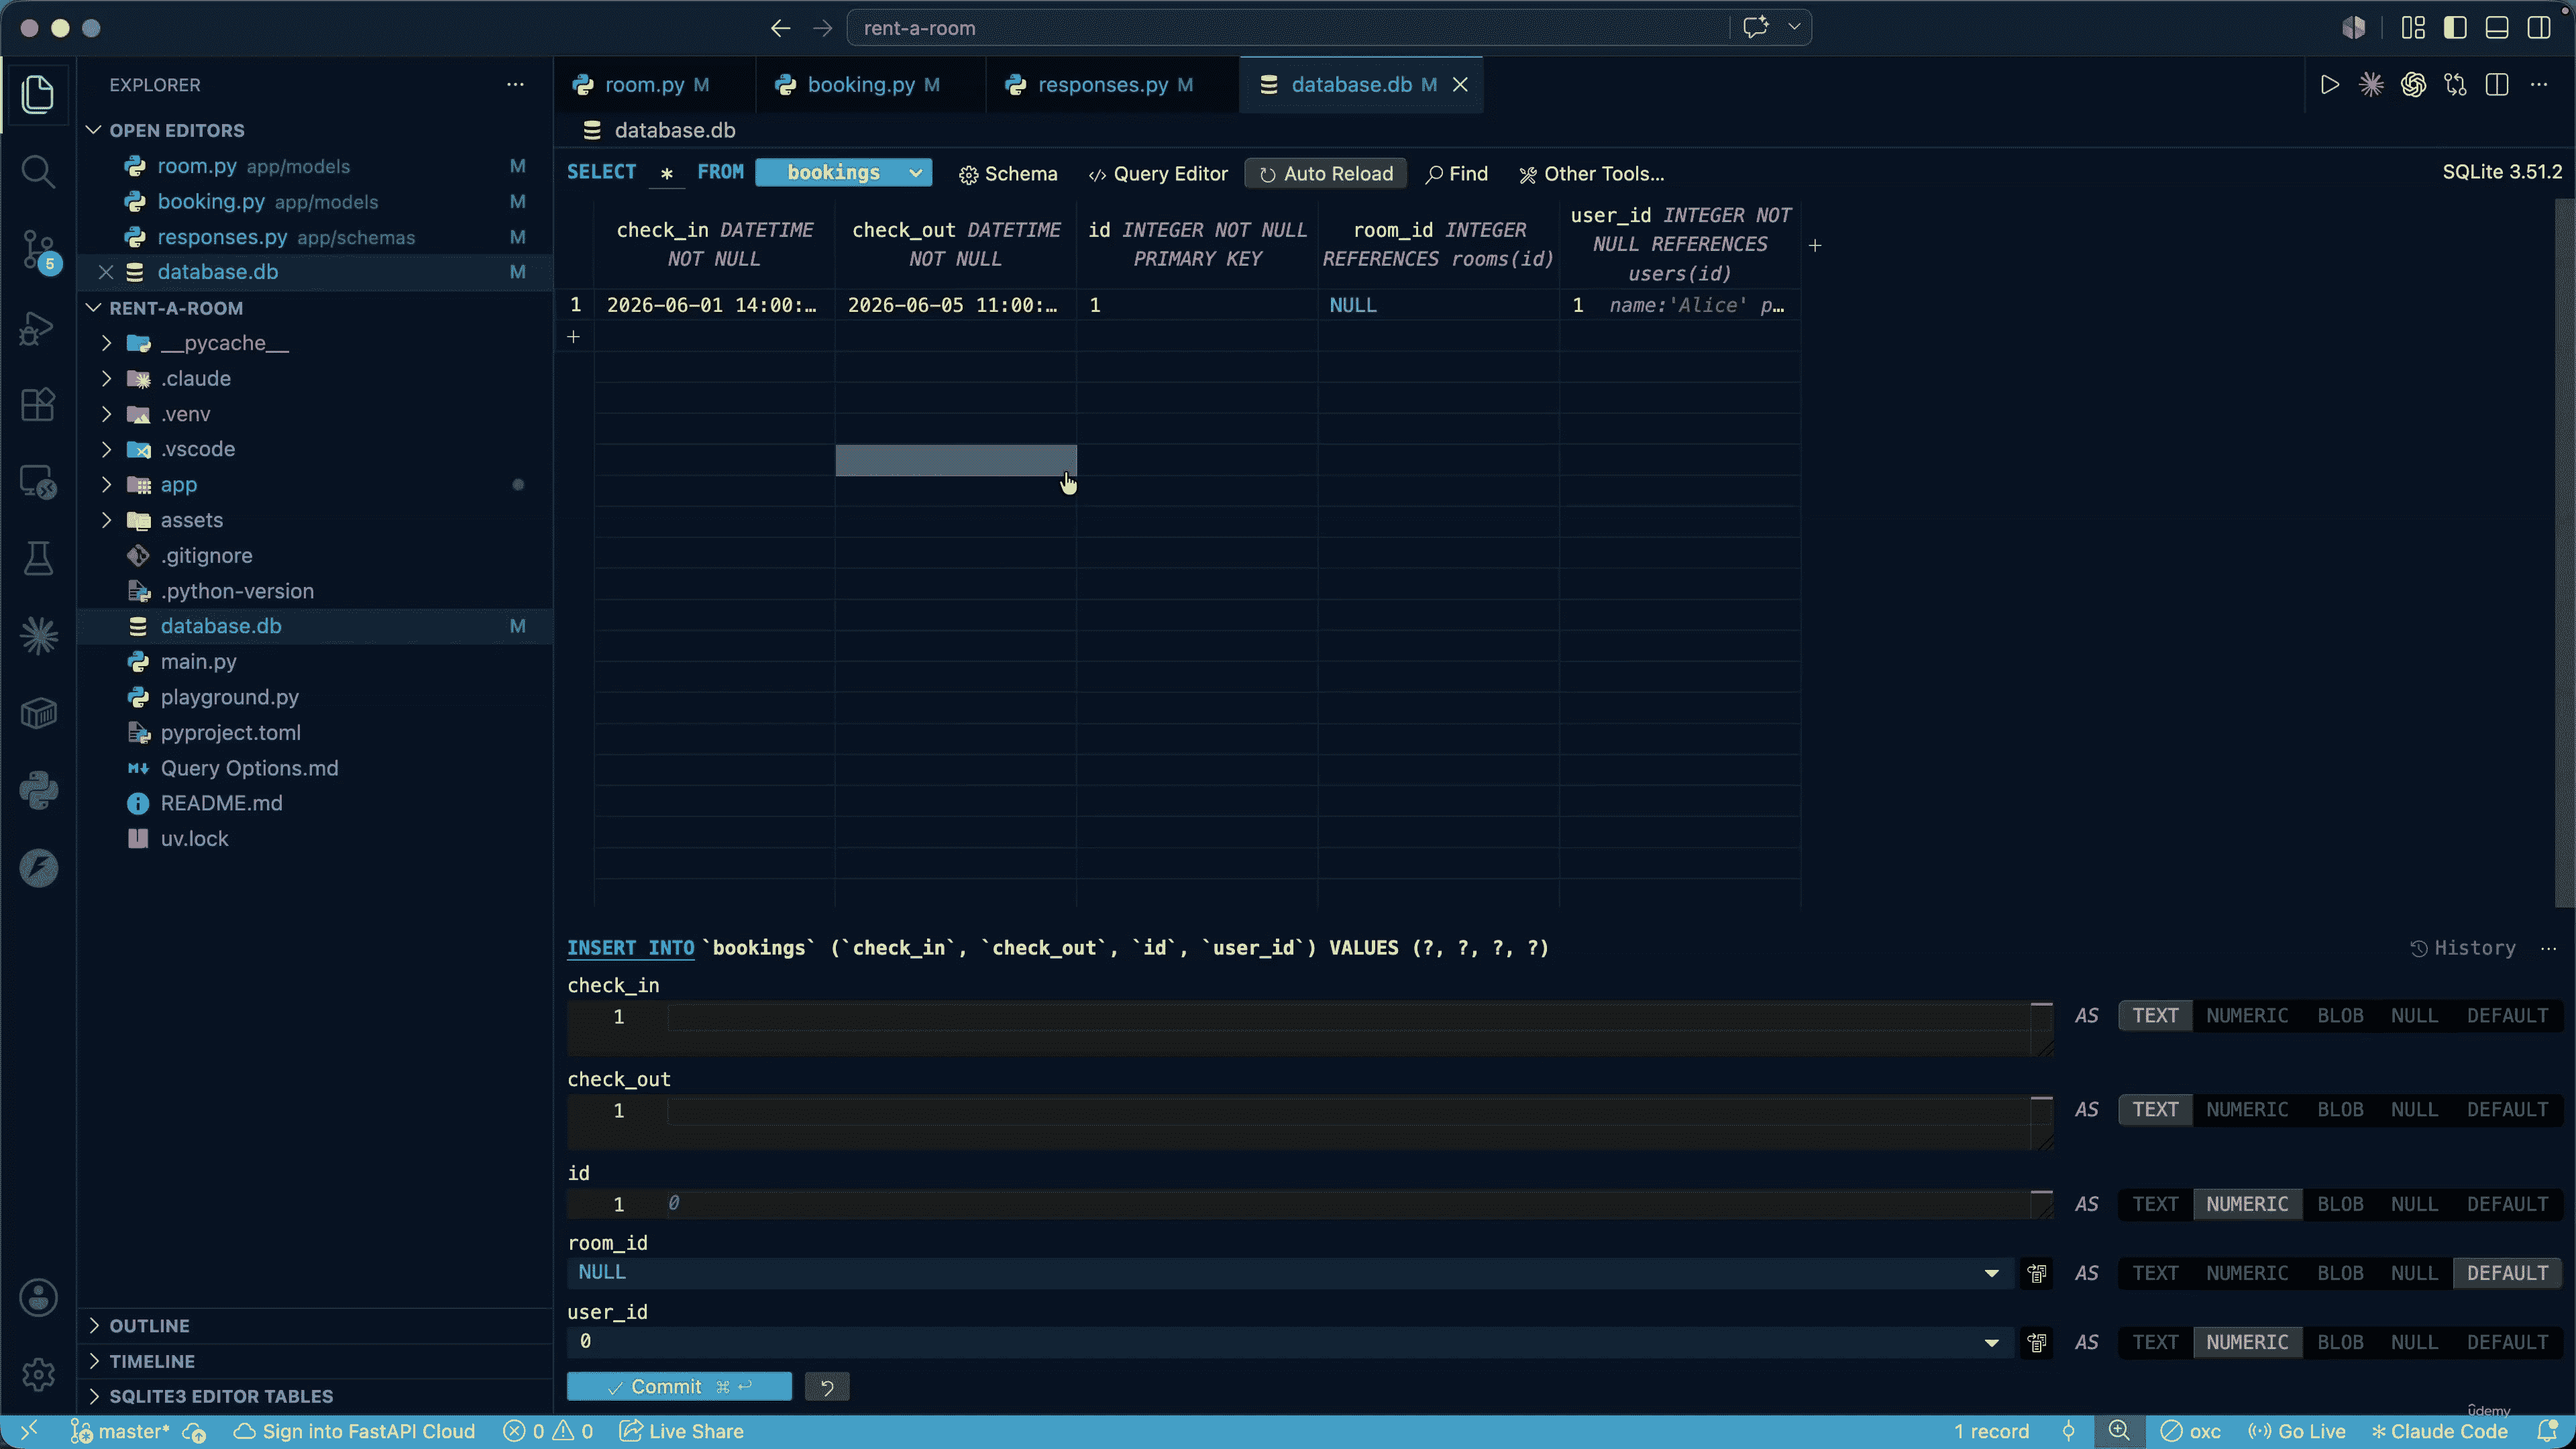 rent-a-room
EXPLORER
OPEN EDITORS
room.py app/models M
booking.py app/models M
responses.py app/schemas M
database.db M
RENT-A-ROOM
__pycache__
.claude
.venv
.vscode
app
assets
.gitignore
.python-version
database.db M
main.py
playground.py
pyproject.toml
Query Options.md
README.md
uv.lock
OUTLINE
TIMELINE
SQLITE3 EDITOR TABLES
5
room.py M
booking.py M
responses.py M
database.db M
database.db
SELECT * FROM bookings
Schema
Query Editor
Auto Reload
Find
Other Tools...
SQLite 3.51.2
check_in DATETIME NOT NULL
check_out DATETIME NOT NULL
id INTEGER NOT NULL PRIMARY KEY
room_id INTEGER REFERENCES rooms(id)
user_id INTEGER NOT NULL REFERENCES users(id)
1 2026-06-01 14:00:… 2026-06-05 11:00:… 1 NULL 1 name:'Alice' p…
INSERT INTO `bookings` (`check_in`, `check_out`, `id`, `user_id`) VALUES (?, ?, ?, ?)
History
check_in
1
AS TEXT NUMERIC BLOB NULL DEFAULT
check_out
1
AS TEXT NUMERIC BLOB NULL DEFAULT
id
1 0
AS TEXT NUMERIC BLOB NULL DEFAULT
room_id
NULL
AS TEXT NUMERIC BLOB NULL DEFAULT
user_id
0
AS TEXT NUMERIC BLOB NULL DEFAULT
Commit ⌘
udemy
master*
Sign into FastAPI Cloud
0 0
Live Share
1 record
oxc
Go Live
Claude Code